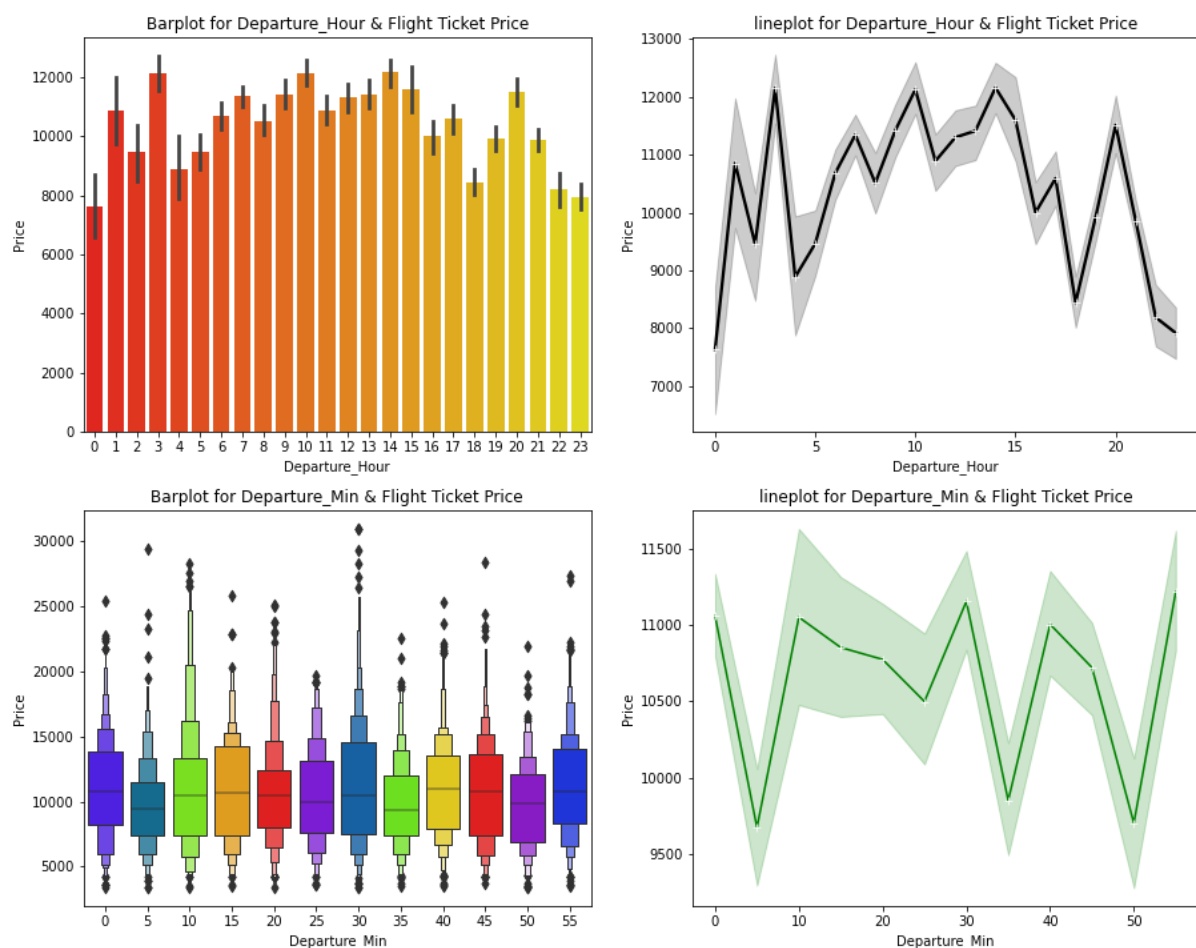 Barplot for Departure_Hour & Flight Ticket Price
12000
10000
8000
6000
4000
2000
0
Price
0 1 2 3 4 5 6 7 8 9 10 11 12 13 14 15 16 17 18 19 20 21 22 23
Departure_Hour
lineplot for Departure_Hour & Flight Ticket Price
13000
12000
11000
10000
9000
8000
7000
Price
0 5 10 15 20
Departure_Hour
Barplot for Departure_Min & Flight Ticket Price
30000
25000
20000
15000
10000
5000
Price
0 5 10 15 20 25 30 35 40 45 50 55
Departure_Min
lineplot for Departure_Min & Flight Ticket Price
11500
11000
10500
10000
9500
Price
0 10 20 30 40 50
Departure_Min